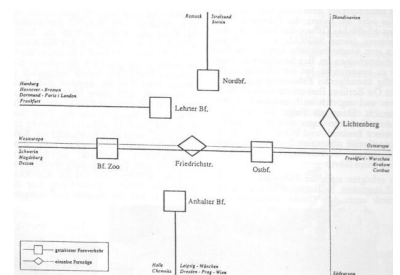 Rostock
Stralsund
Skandinavien
Nordbf.
Hamburg
Hannover - Bremen
Dortmund - Paris / London
Frankfurt
Lehrter Bf.
Lichtenberg
Westeuropa
Osteuropa
Schwerin
Magdeburg
Dessau
Bf. Zoo
Friedrichstr.
Ostbf.
Frankfurt - Warschau
Krakow
Cottbus
Anhalter Bf.
Halle
Chemnitz
Leipzig - München
Dresden - Prag - Wien
Südeuropa
Fernverkehr
einzelne Fernzüge